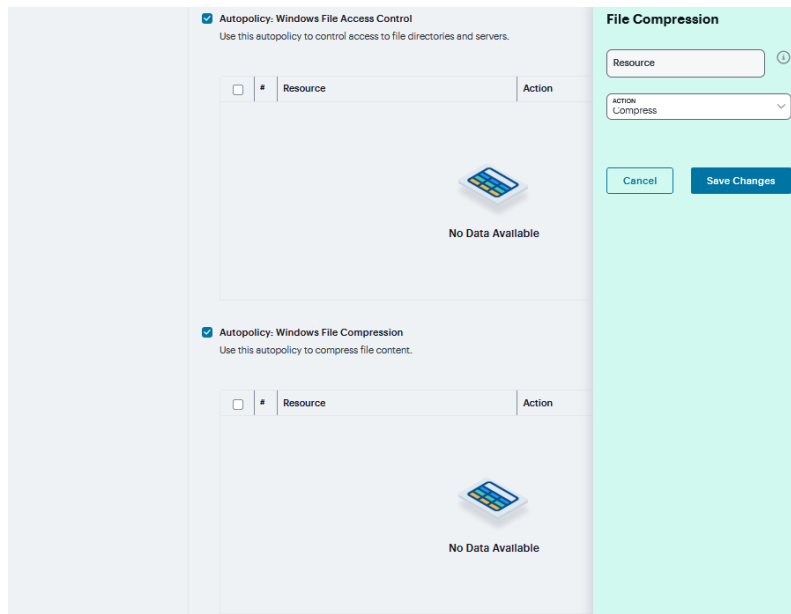 Autopolicy: Windows File Access Control
Use this autopolicy to control access to file directories and servers.
# Resource Action
No Data Available
Autopolicy: Windows File Compression
Use this autopolicy to compress file content.
# Resource Action
No Data Available
File Compression
Resource
ACTION
Compress
Cancel Save Changes